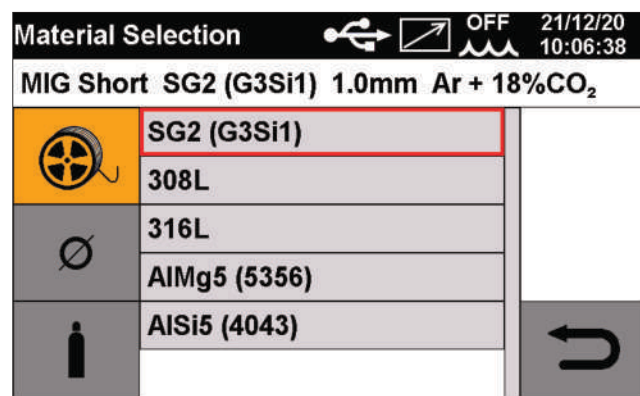 Material Selection OFF 21/12/20
10:06:38
MIG Short SG2 (G3Si1) 1.0mm Ar + 18%CO₂
SG2 (G3Si1)
308L
316L
AlMg5 (5356)
AlSi5 (4043)